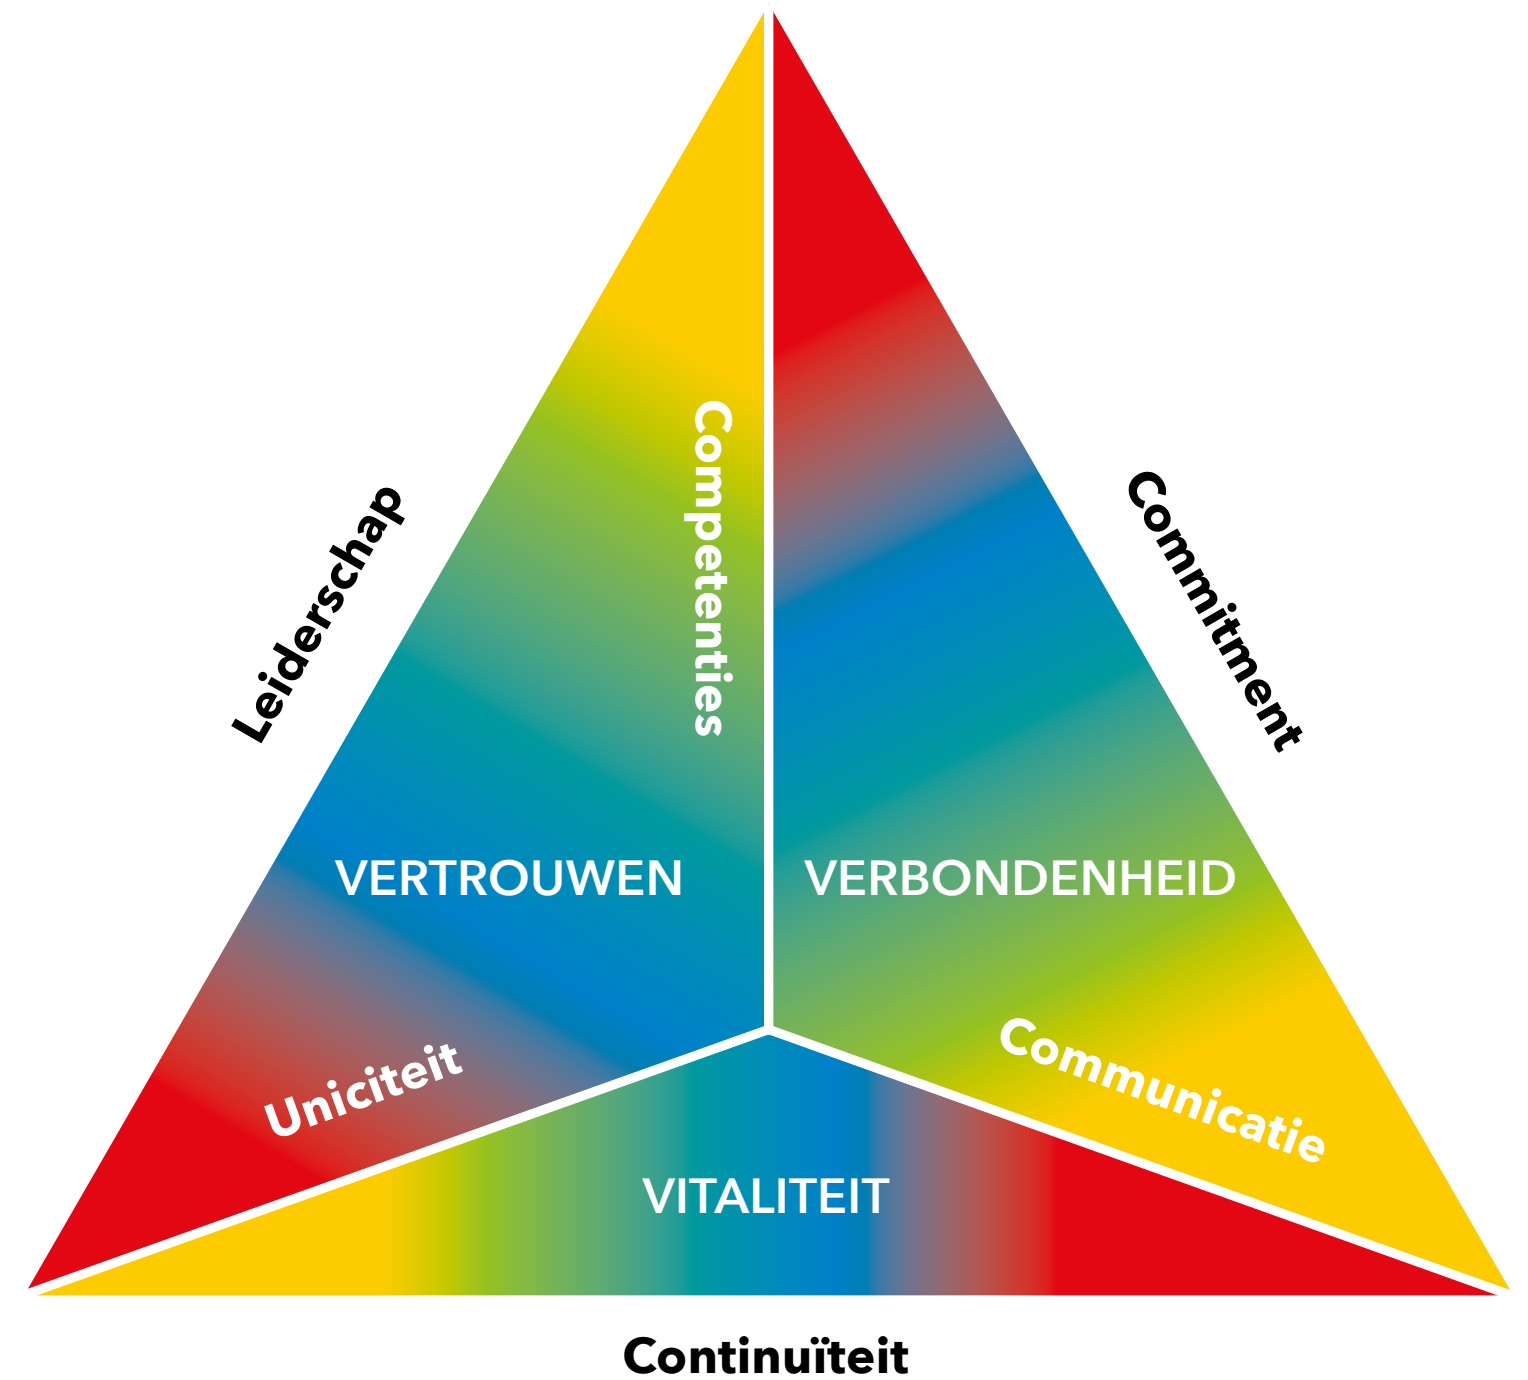 Leiderschap
Competenties
Commitment
VERTROUWEN
VERBONDENHEID
Uniciteit
Communicatie
VITALITEIT
Continuïteit